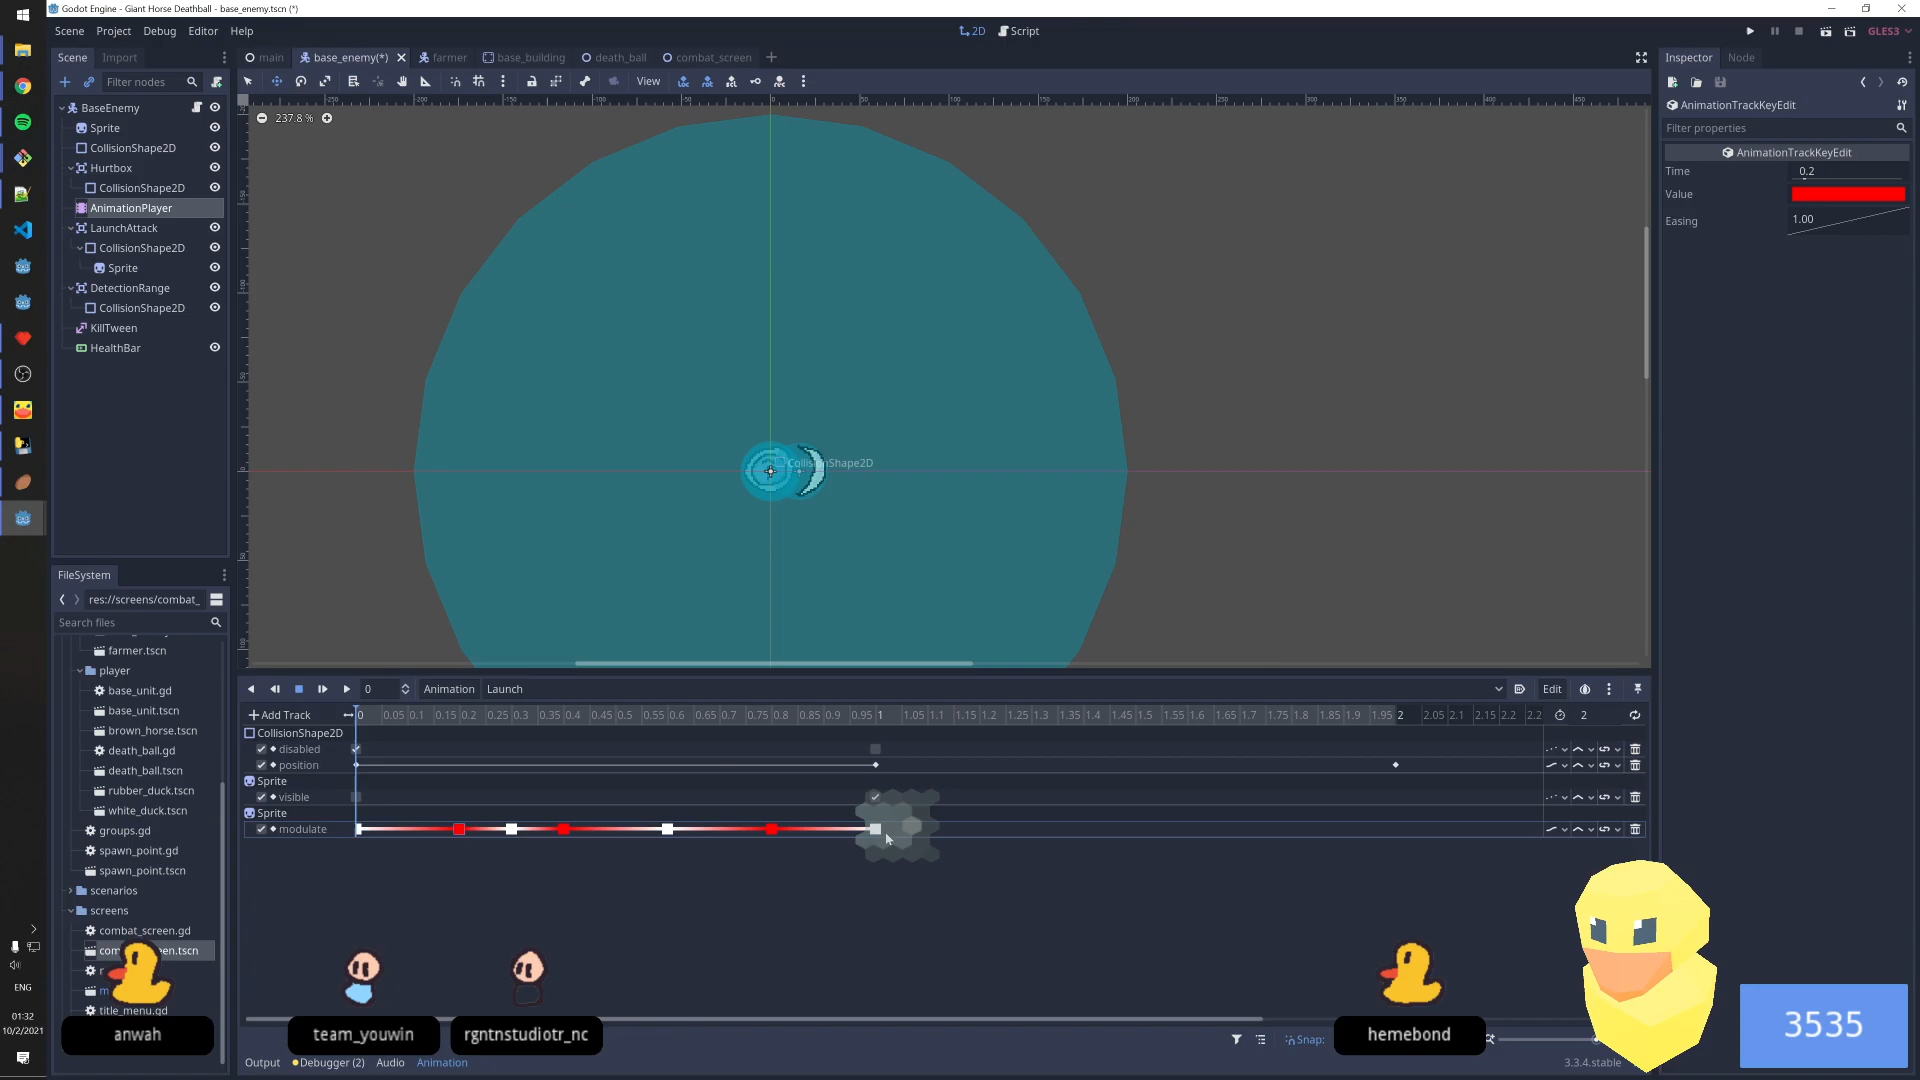 Godot Engine - Giant Horse Deathball - base_enemy.tscn (*)
Scene Project Debug Editor Help
2D Script
GLES3
Scene Import
main base_enemy(*) farmer base_building death_ball combat_screen
Inspector Node
Filter nodes
View
AnimationTrackKeyEdit
BaseEnemy
Sprite
CollisionShape2D
Hurtbox
CollisionShape2D
AnimationPlayer
LaunchAttack
CollisionShape2D
Sprite
DetectionRange
CollisionShape2D
KillTween
HealthBar
237.8 %
CollisionShape2D
Filter properties
AnimationTrackKeyEdit
Time 0.2
Value
Easing 1.00
FileSystem
res://screens/combat_
Search files
farmer.tscn
player
base_unit.gd
base_unit.tscn
brown_horse.tscn
death_ball.gd
death_ball.tscn
rubber_duck.tscn
white_duck.tscn
groups.gd
spawn_point.gd
spawn_point.tscn
scenarios
screens
combat_screen.gd
title_menu.gd
0 Animation Launch Edit
Add Track 0 0.05 0.1 0.15 0.2 0.25 0.3 0.35 0.4 0.45 0.5 0.55 0.6 0.65 0.7 0.75 0.8 0.85 0.9 0.95 1 1.05 1.1 1.15 1.2 1.25 1.3 1.35 1.4 1.45 1.5 1.55 1.6 1.65 1.7 1.75 1.8 1.85 1.9 1.95 2 2.05 2.1 2.15 2.2 2
CollisionShape2D
disabled
position
Sprite
visible
Sprite
modulate
ENG
01:32
10/2/2021
anwah
team_youwin
rgntnstudiotr_nc
hemebond
3535
Snap:
Output Debugger (2) Audio Animation
3.3.4.stable